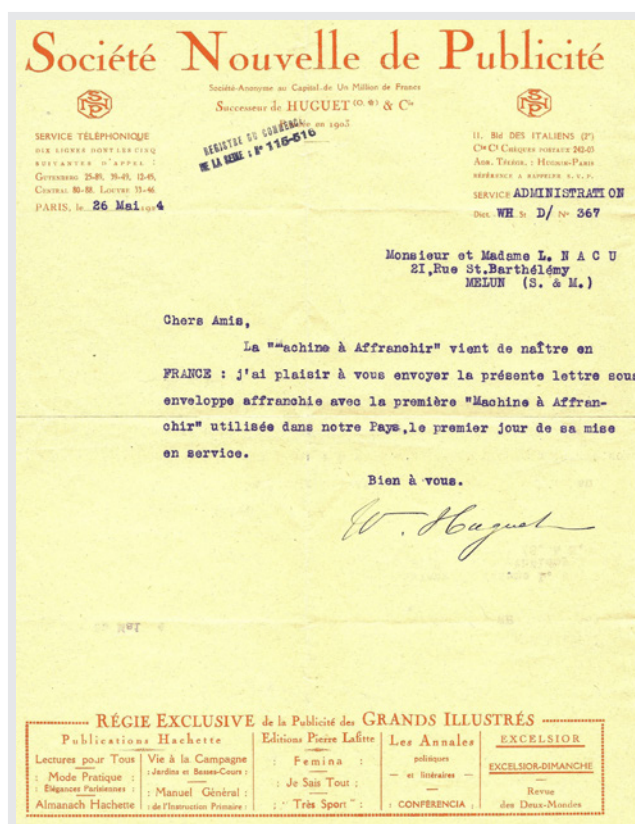 Société Nouvelle de Publicité
Société Anonyme au Capital de Un Million de Francs
Successeur de HUGUET (O. ✻) & Cie
en 1903
REGISTRE DU COMMERCE
DE LA SEINE : N° 115-516
SERVICE TÉLÉPHONIQUE
DIX LIGNES DONT LES CINQ
SUIVANTES D'APPEL :
GUTENBERG 25-89, 39-49, 12-45,
CENTRAL 80-88, LOUVRE 33-46
PARIS, le 26 Mai 1924
11, Bld DES ITALIENS (2e)
Cte Ct CHÈQUES POSTAUX 242-03
ADR. TÉLÉGR. : HUGMIN-PARIS
RÉFÉRENCE A RAPPELER S. V. P.
SERVICE ADMINISTRATION
Dict. WH St D/ N° 367
Monsieur et Madame L. N A C U
21,Rue St.Barthélémy
MELUN (S. & M.)
Chers Amis,
La "Machine à Affranchir" vient de naître en
FRANCE : j'ai plaisir à vous envoyer la présente lettre sous
enveloppe affranchie avec la première "Machine à Affran-
chir" utilisée dans notre Pays,le premier jour de sa mise
en service.
Bien à vous.
W. Huguet
RÉGIE EXCLUSIVE de la Publicité des GRANDS ILLUSTRÉS
Publications Hachette
Lectures pour Tous
: Mode Pratique :
: Élégances Parisiennes :
Almanach Hachette
Vie à la Campagne
: Jardins et Basses-Cours :
: Manuel Général :
: de l'Instruction Primaire :
Editions Pierre Lafitte
: Femina :
: Je Sais Tout :
: "Très Sport" :
Les Annales
politiques
— et littéraires —
: CONFERENCIA :
EXCELSIOR
EXCELSIOR-DIMANCHE
Revue
des Deux-Mondes